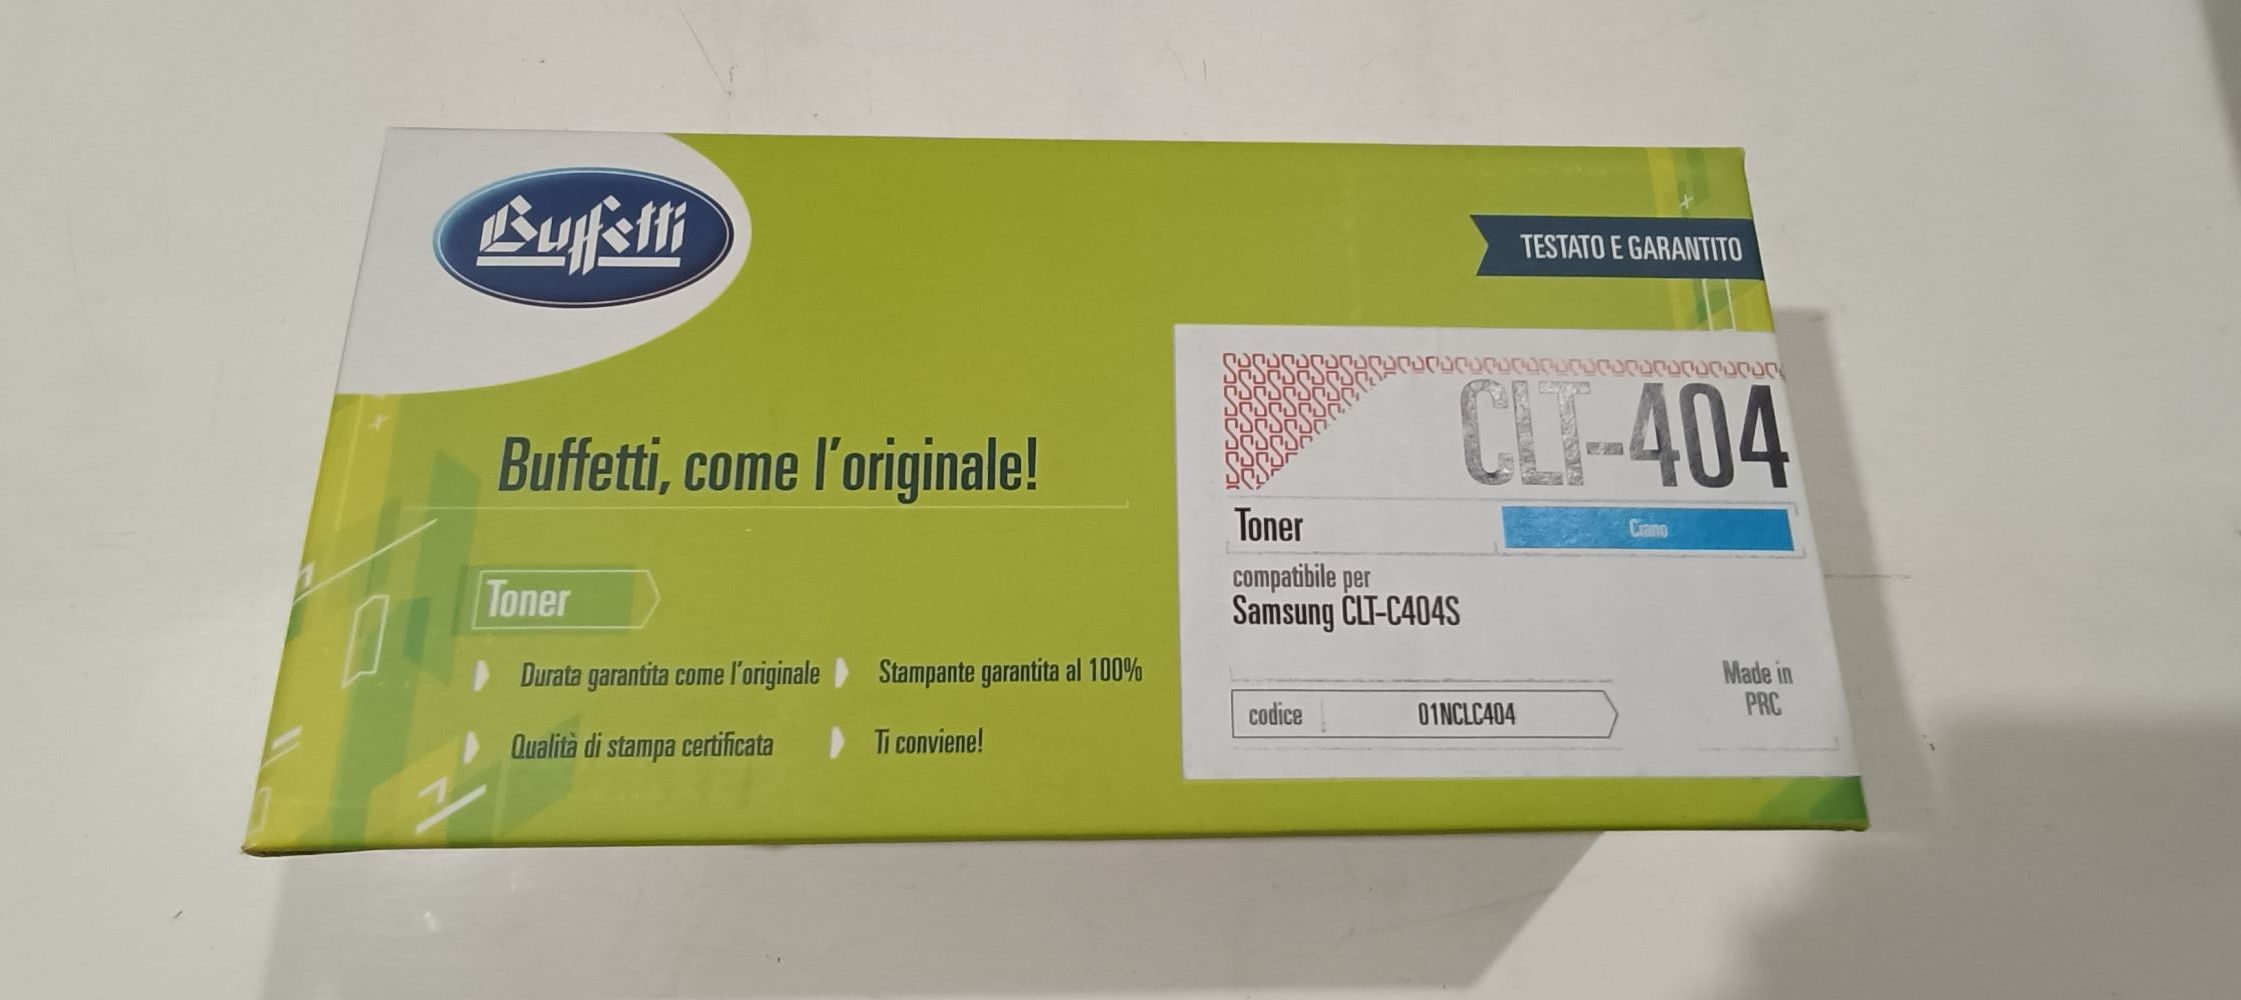 Buffetti
TESTATO E GARANTITO
Buffetti, come l'originale!
Toner
Durata garantita come l'originale
Stampante garantita al 100%
Qualità di stampa certificata
Ti conviene!
CLT-404
Toner
Ciano
compatibile per
Samsung CLT-C404S
codice
01NCLC404
Made in
PRC